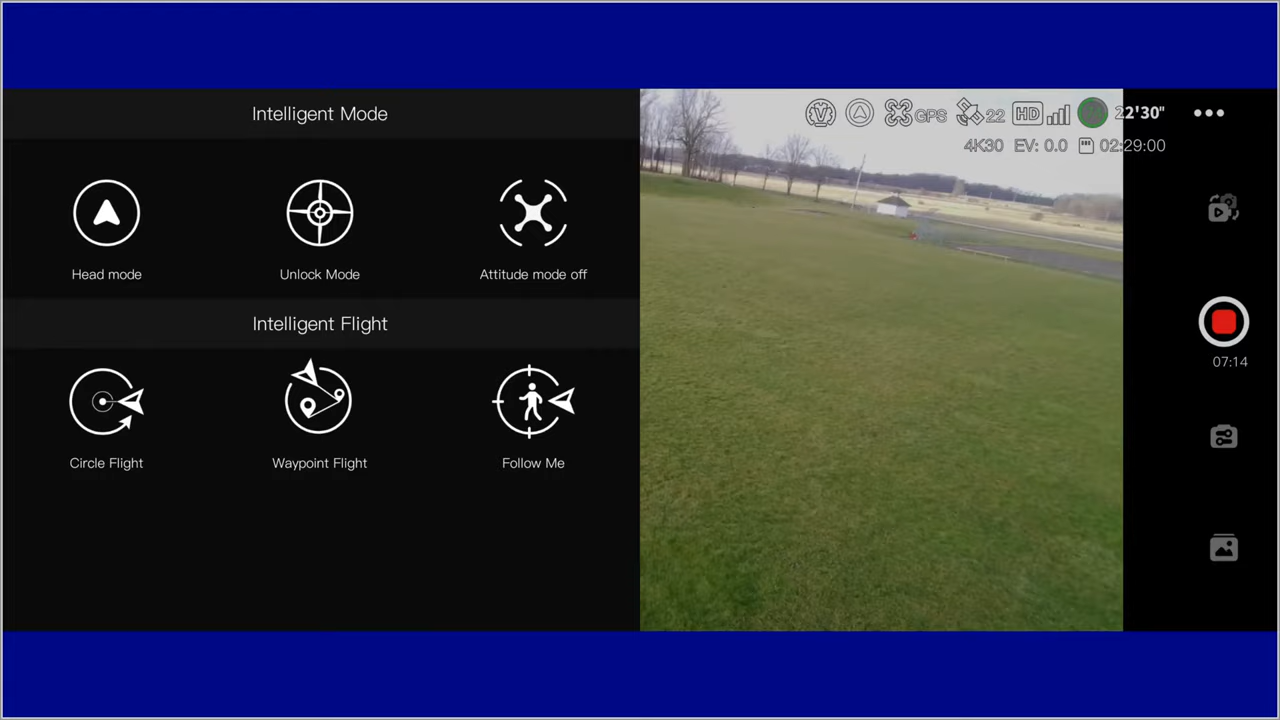 Intelligent Mode
GPS 22 HD 22'30"
4K30 EV: 0.0 02:29:00
Head mode Unlock Mode Attitude mode off
Intelligent Flight
07:14
Circle Flight Waypoint Flight Follow Me